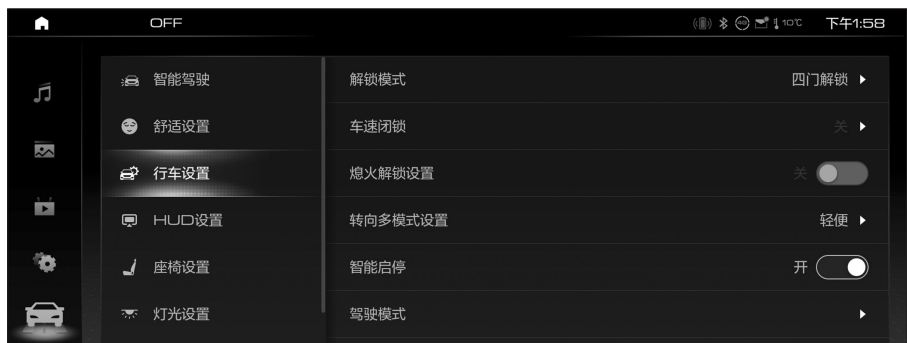 OFF 10℃ 下午1:58
智能驾驶
舒适设置
行车设置
HUD设置
座椅设置
灯光设置
解锁模式 四门解锁
车速闭锁 关
熄火解锁设置 关
转向多模式设置 轻便
智能启停 开
驾驶模式